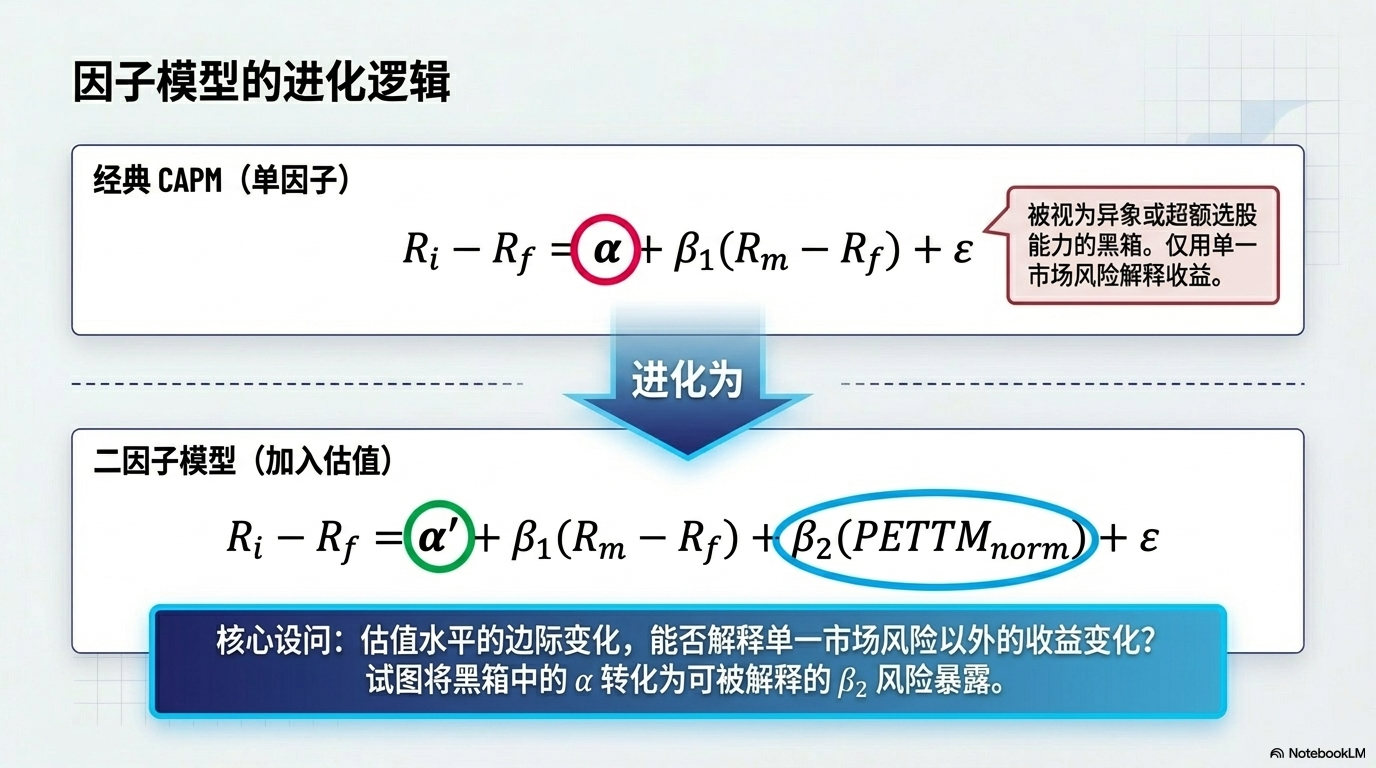 因子模型的进化逻辑
经典 CAPM（单因子）
R_i − R_f = α + β_1(R_m − R_f) + ε
被视为异象或超额选股
能力的黑箱。仅用单一
市场风险解释收益。
进化为
二因子模型（加入估值）
R_i − R_f = α′ + β_1(R_m − R_f) + β_2(PETTM_norm) + ε
核心设问：估值水平的边际变化，能否解释单一市场风险以外的收益变化？
试图将黑箱中的 α 转化为可被解释的 β_2 风险暴露。
NotebookLM